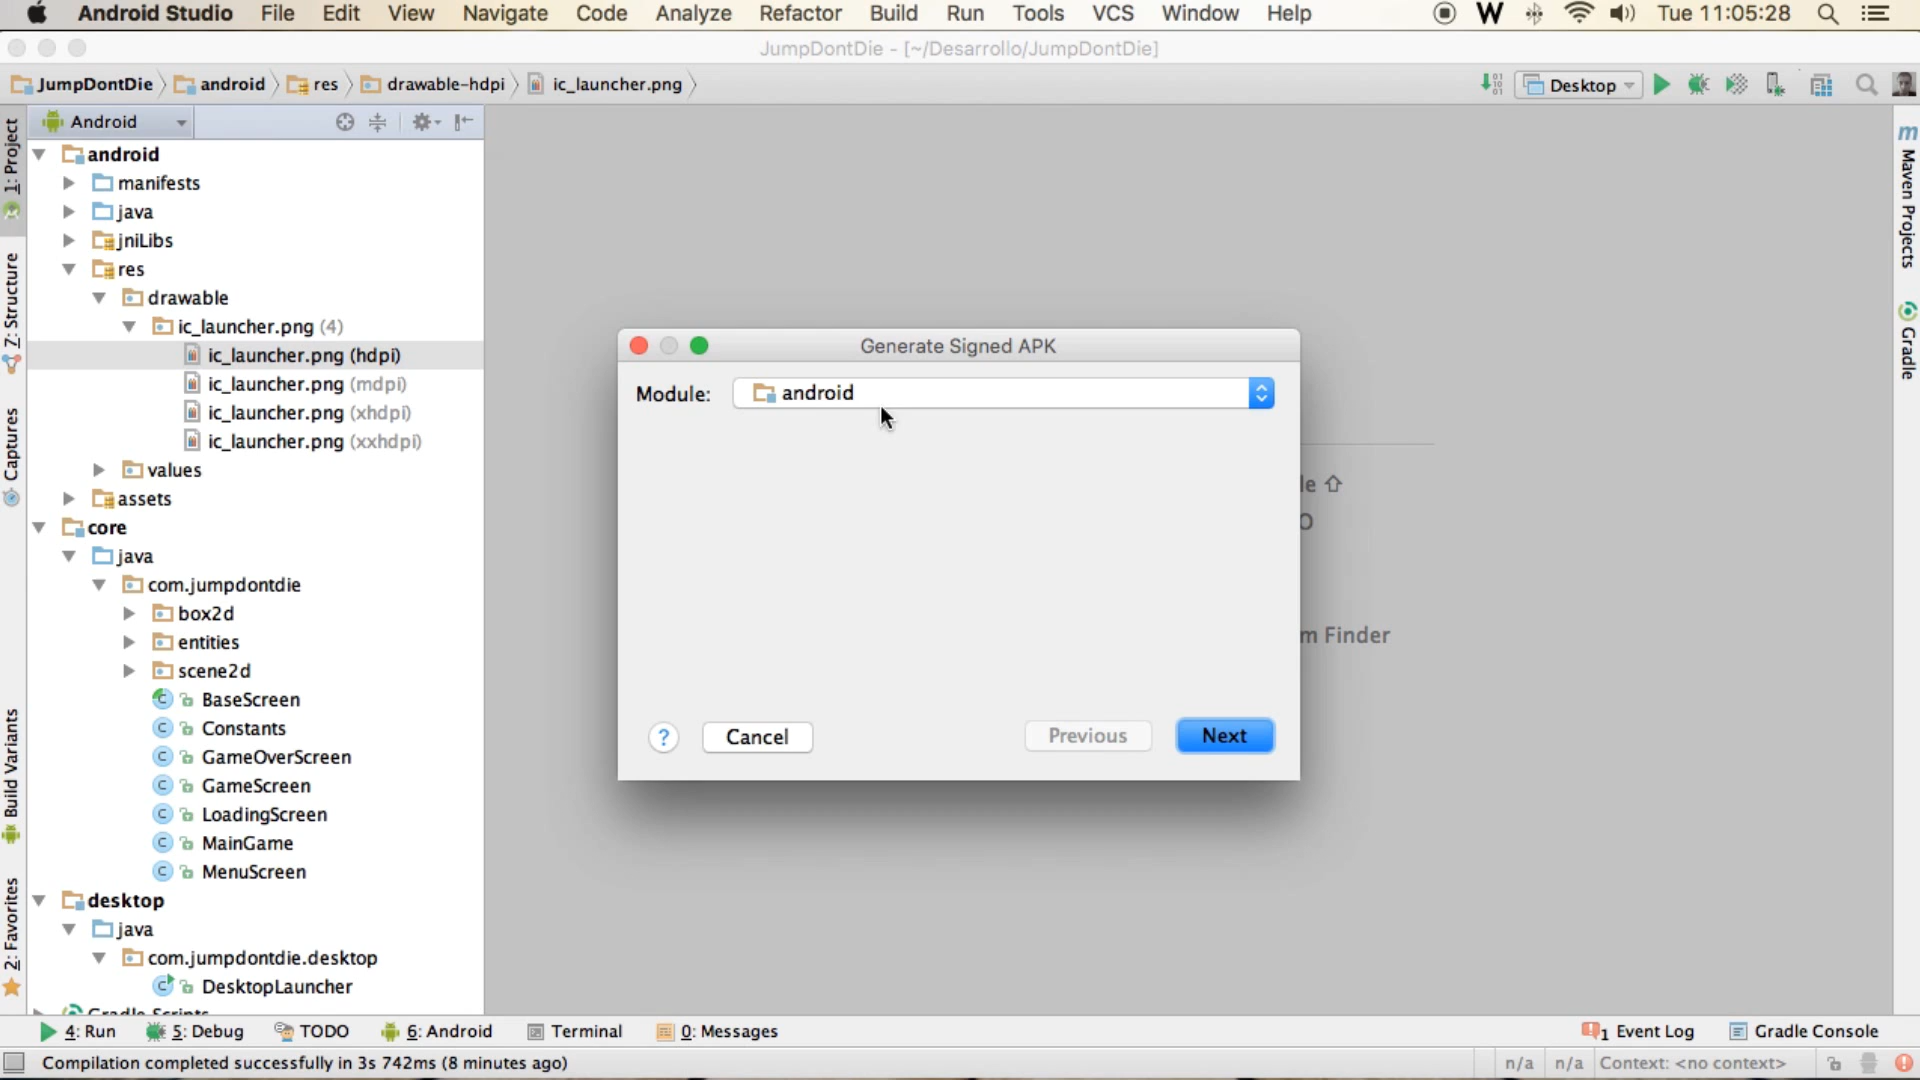 Android Studio File Edit View Navigate Code Analyze Refactor Build Run Tools VCS Window Help W Tue 11:05:28
JumpDontDie - [~/Desarrollo/JumpDontDie]
JumpDontDie android res drawable-hdpi ic_launcher.png Desktop
1: Project
Z: Structure
Captures
Build Variants
2: Favorites
Android
android
manifests
java
jniLibs
res
drawable
ic_launcher.png (4)
ic_launcher.png (hdpi)
ic_launcher.png (mdpi)
ic_launcher.png (xhdpi)
ic_launcher.png (xxhdpi)
values
assets
core
java
com.jumpdontdie
box2d
entities
scene2d
BaseScreen
Constants
GameOverScreen
GameScreen
LoadingScreen
MainGame
MenuScreen
desktop
java
com.jumpdontdie.desktop
DesktopLauncher
Generate Signed APK
Module: android
? Cancel Previous Next
le ⇧
O
m Finder
m Maven Projects
Gradle
4: Run 5: Debug TODO 6: Android Terminal 0: Messages 1 Event Log Gradle Console
Compilation completed successfully in 3s 742ms (8 minutes ago) n/a n/a Context: <no context>